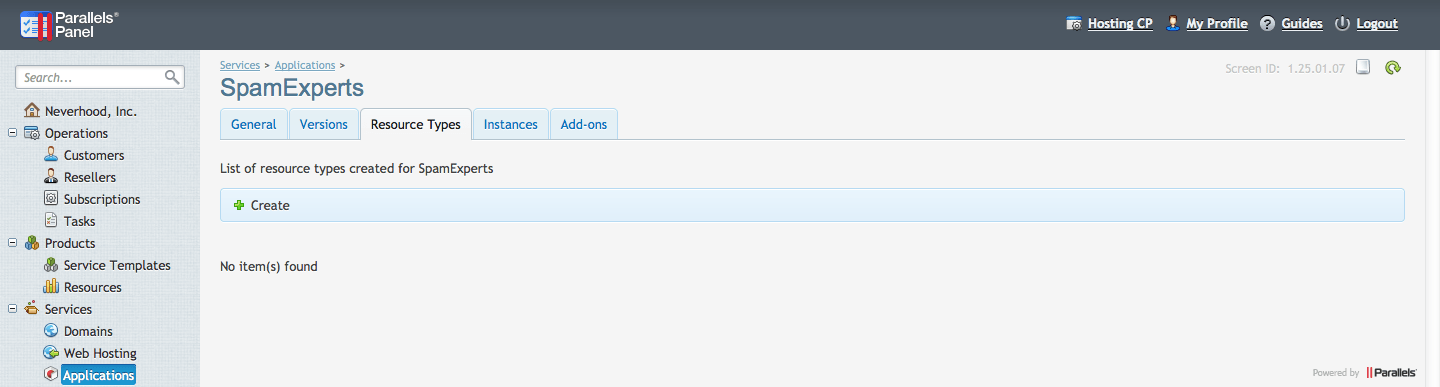 Parallels®
Panel
Hosting CP My Profile Guides Logout
Search...
Neverhood, Inc.
Operations
Customers
Resellers
Subscriptions
Tasks
Products
Service Templates
Resources
Services
Domains
Web Hosting
Applications
Services > Applications >
Screen ID: 1.25.01.07
SpamExperts
General Versions Resource Types Instances Add-ons
List of resource types created for SpamExperts
Create
No item(s) found
Powered by Parallels®